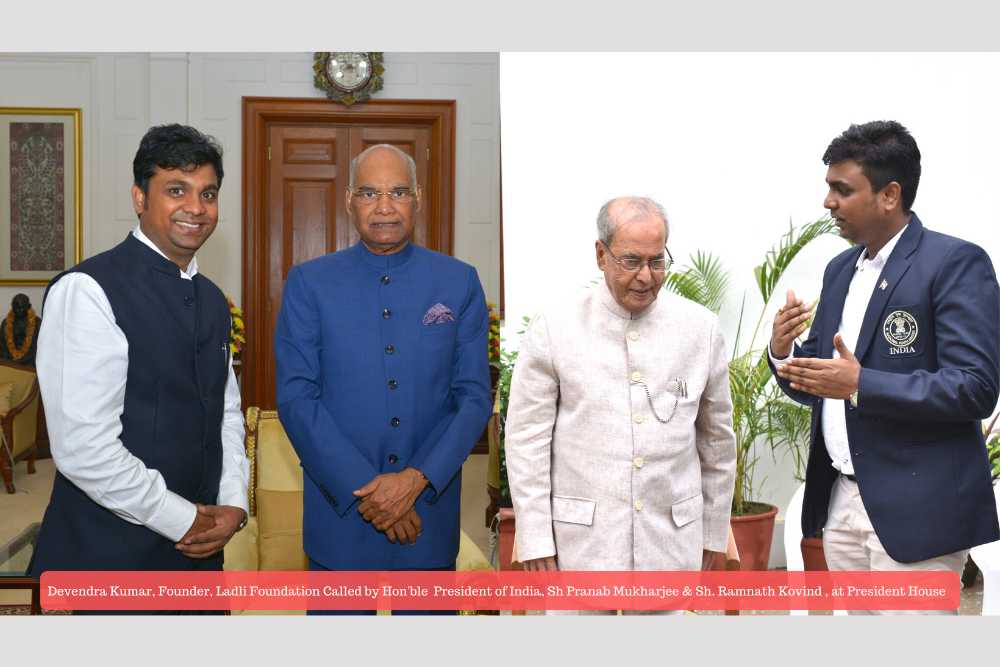 INDIA
Devendra Kumar, Founder, Ladli Foundation Called by Hon'ble President of India, Sh Pranab Mukharjee & Sh. Ramnath Kovind , at President House